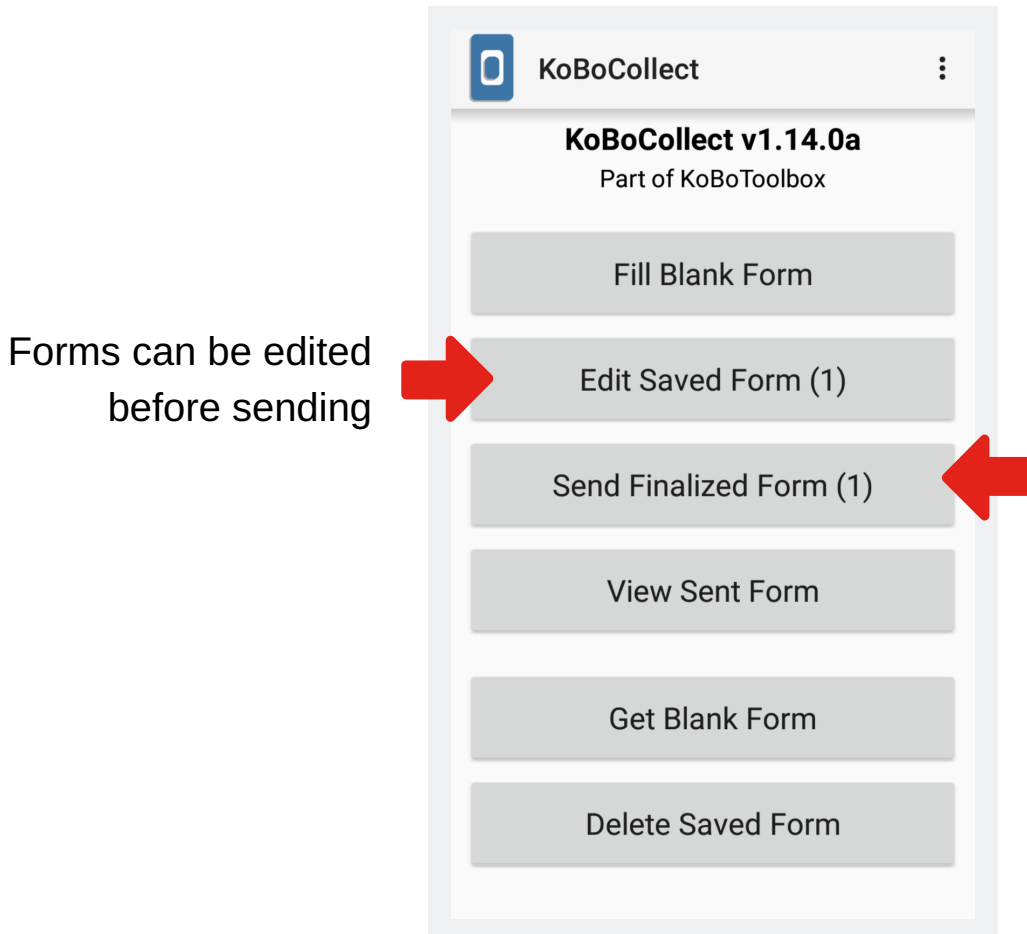 KoBoCollect
KoBoCollect v1.14.0a
Part of KoBoToolbox
Fill Blank Form
Forms can be edited
before sending
Edit Saved Form (1)
Send Finalized Form (1)
View Sent Form
Get Blank Form
Delete Saved Form